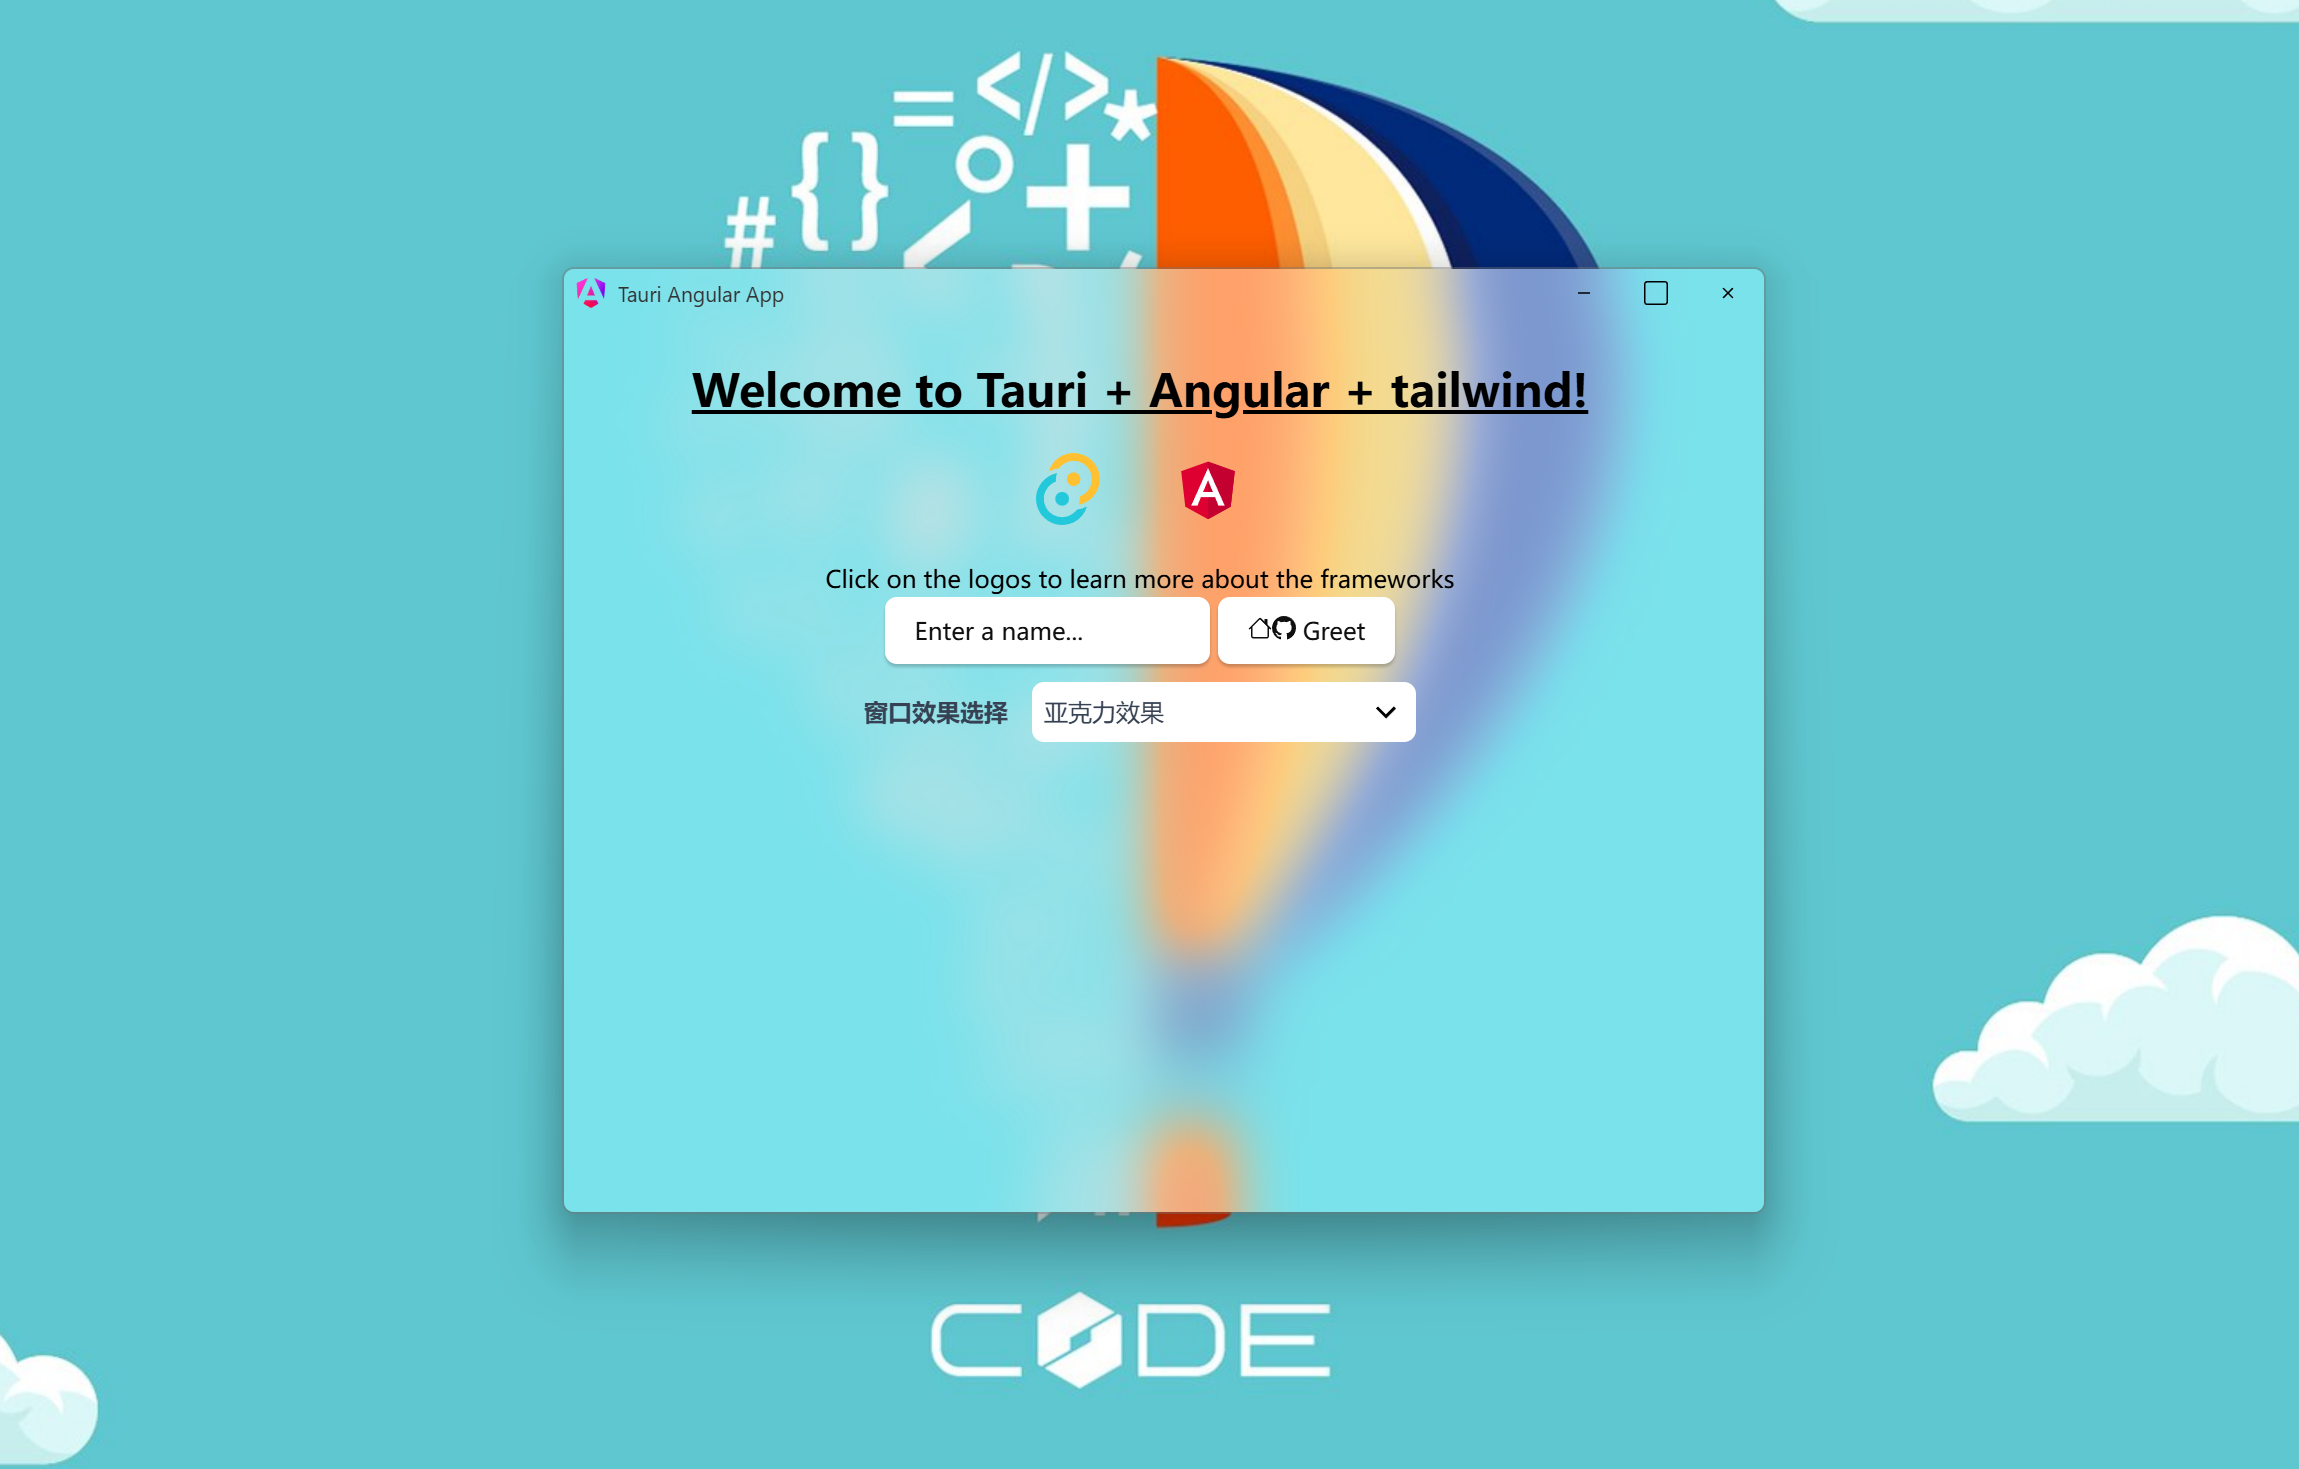 = </> *
{ } ° +
#
Tauri Angular App
Welcome to Tauri + Angular + tailwind!
Click on the logos to learn more about the frameworks
Enter a name...
Greet
窗口效果选择
亚克力效果
CODE